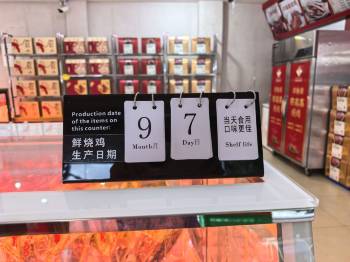 Production date
of the items on
this counter:
鲜烧鸡
生产日期
9
Month月
7
Day日
当天食用
口味更佳
Shelf life